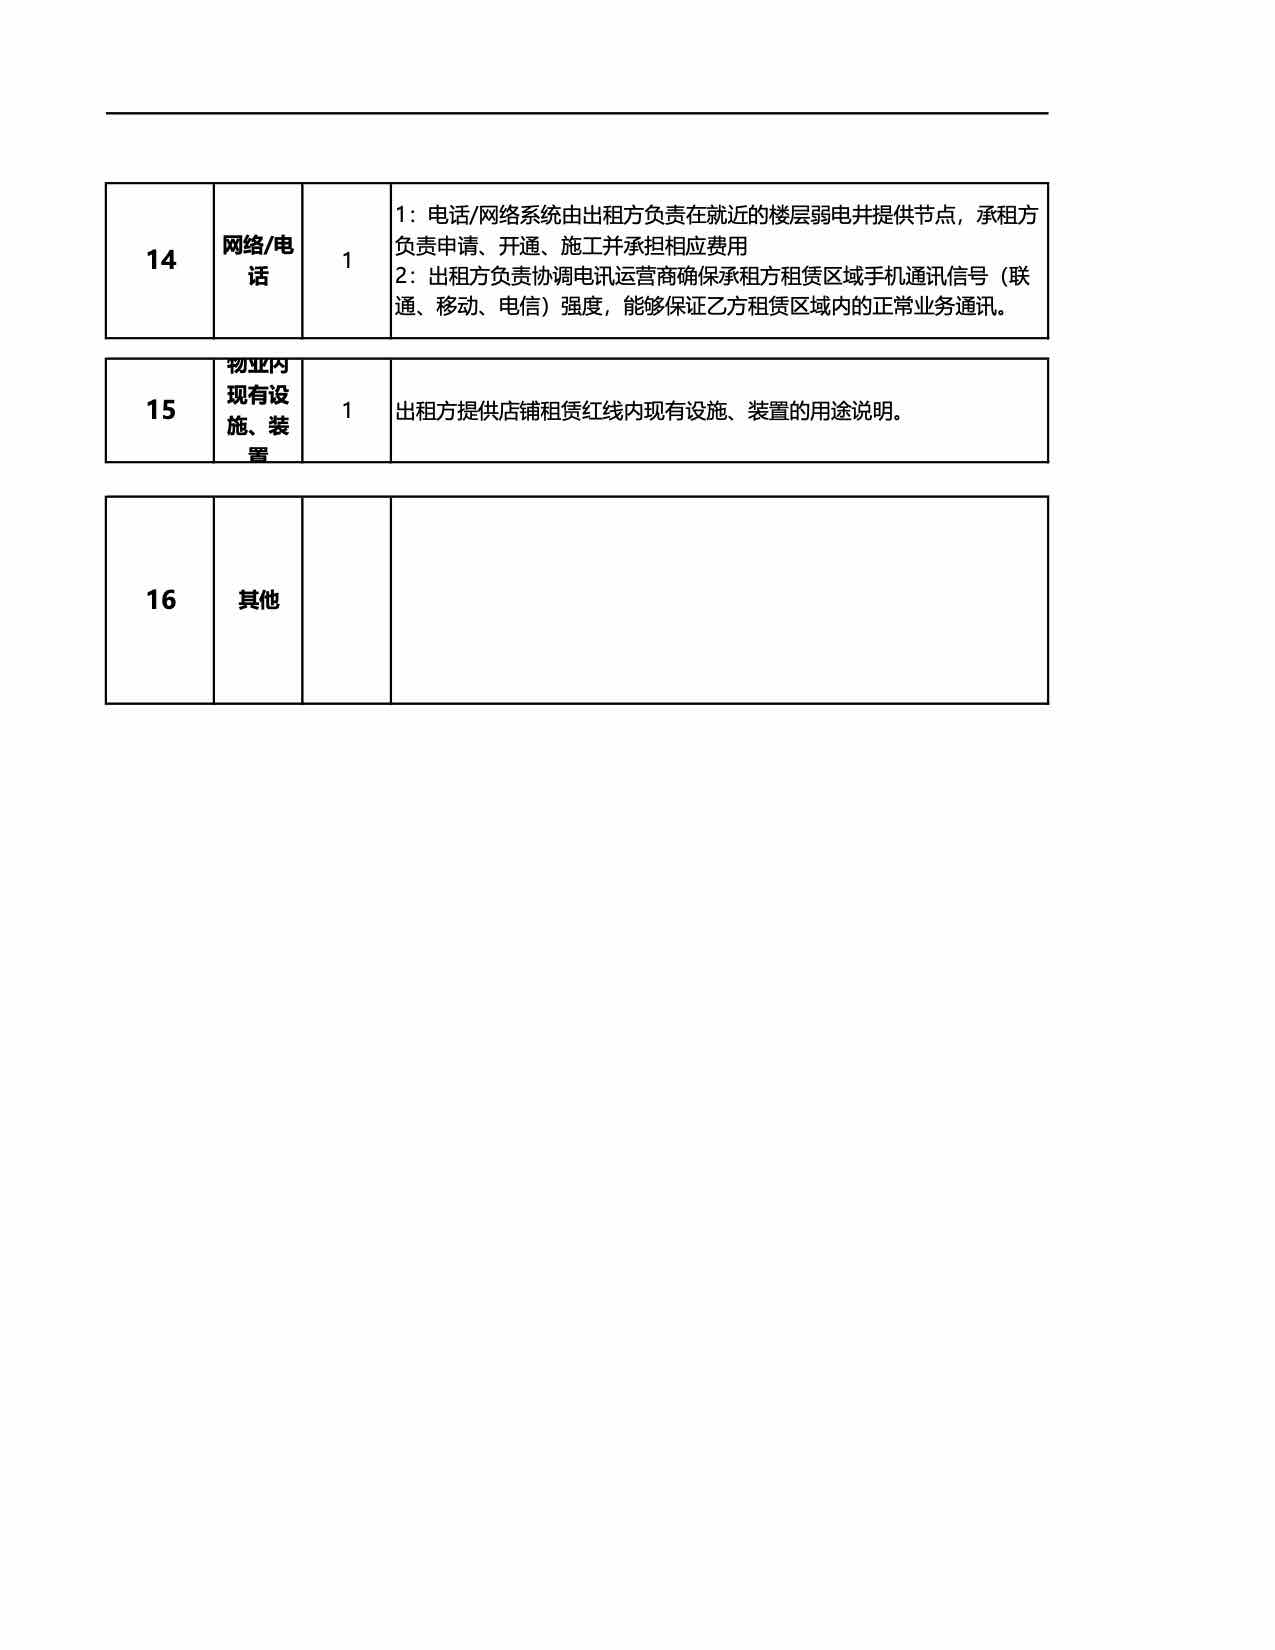 14
网络/电
话
1
1：电话/网络系统由出租方负责在就近的楼层弱电井提供节点，承租方
负责申请、开通、施工并承担相应费用
2：出租方负责协调电讯运营商确保承租方租赁区域手机通讯信号（联
通、移动、电信）强度，能够保证乙方租赁区域内的正常业务通讯。
15
物业内
现有设
施、装
置
1
出租方提供店铺租赁红线内现有设施、装置的用途说明。
16
其他